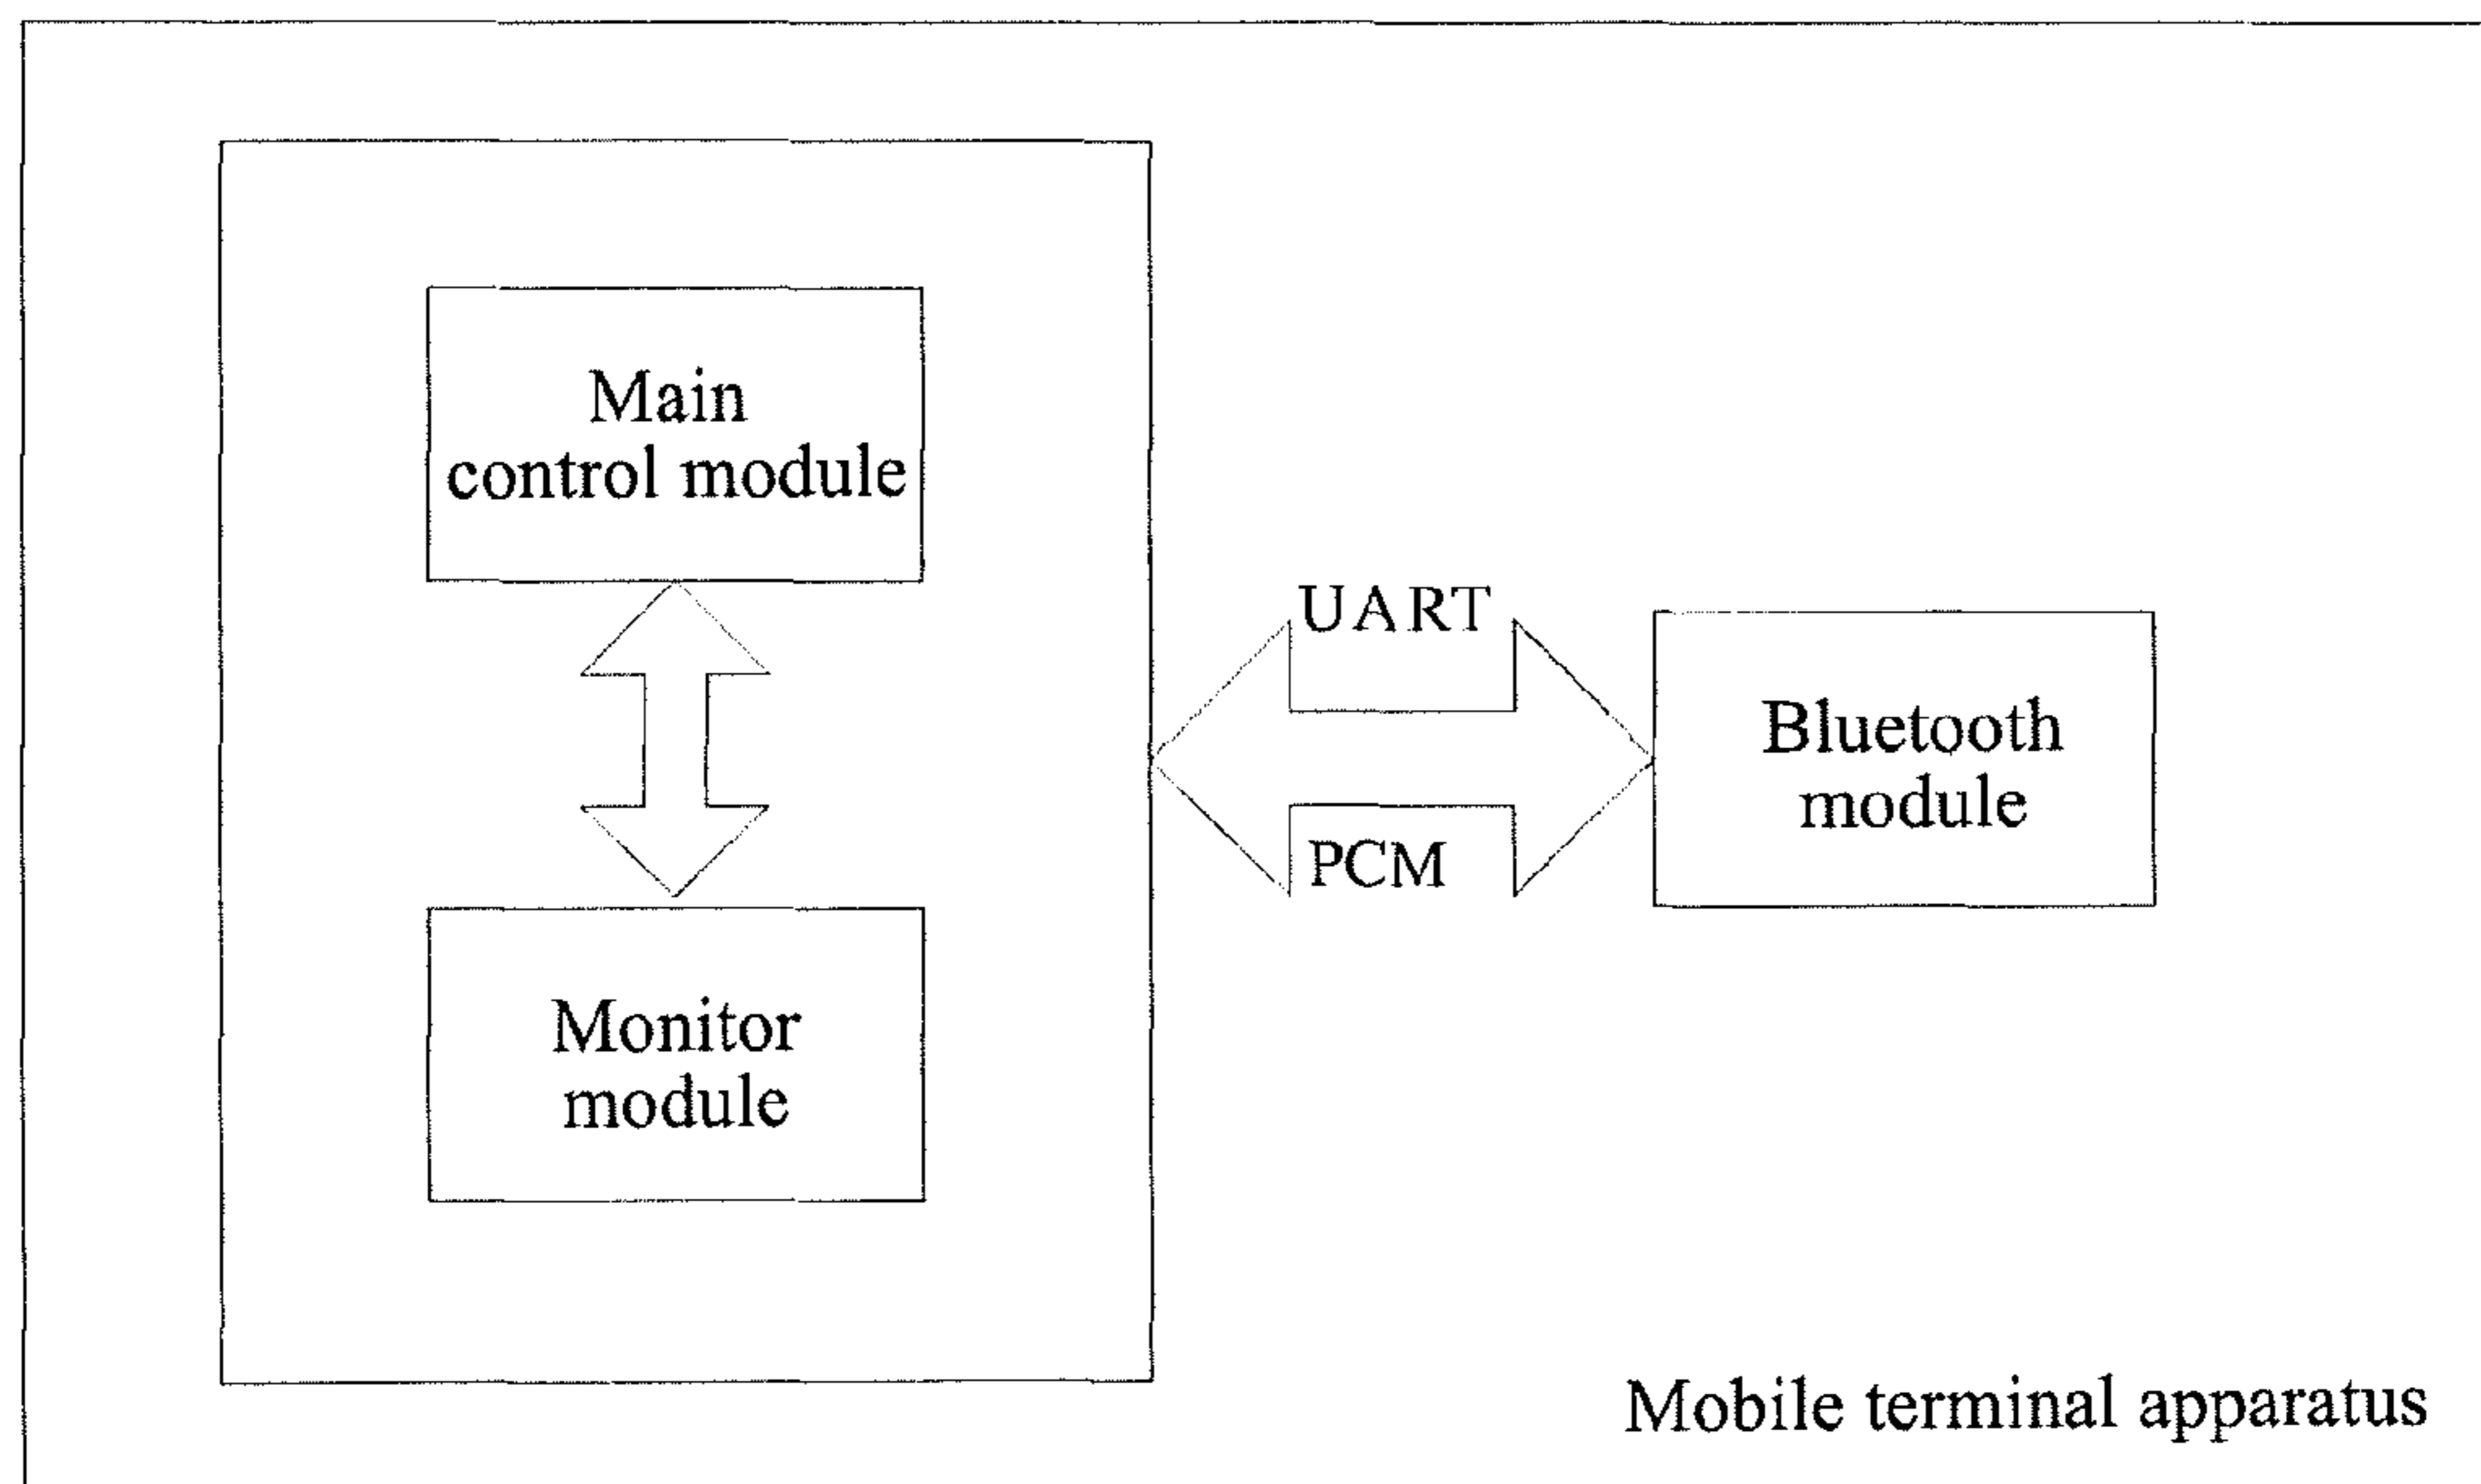 Main
control module
UART
PCM
Bluetooth
module
Monitor
module
Mobile terminal apparatus